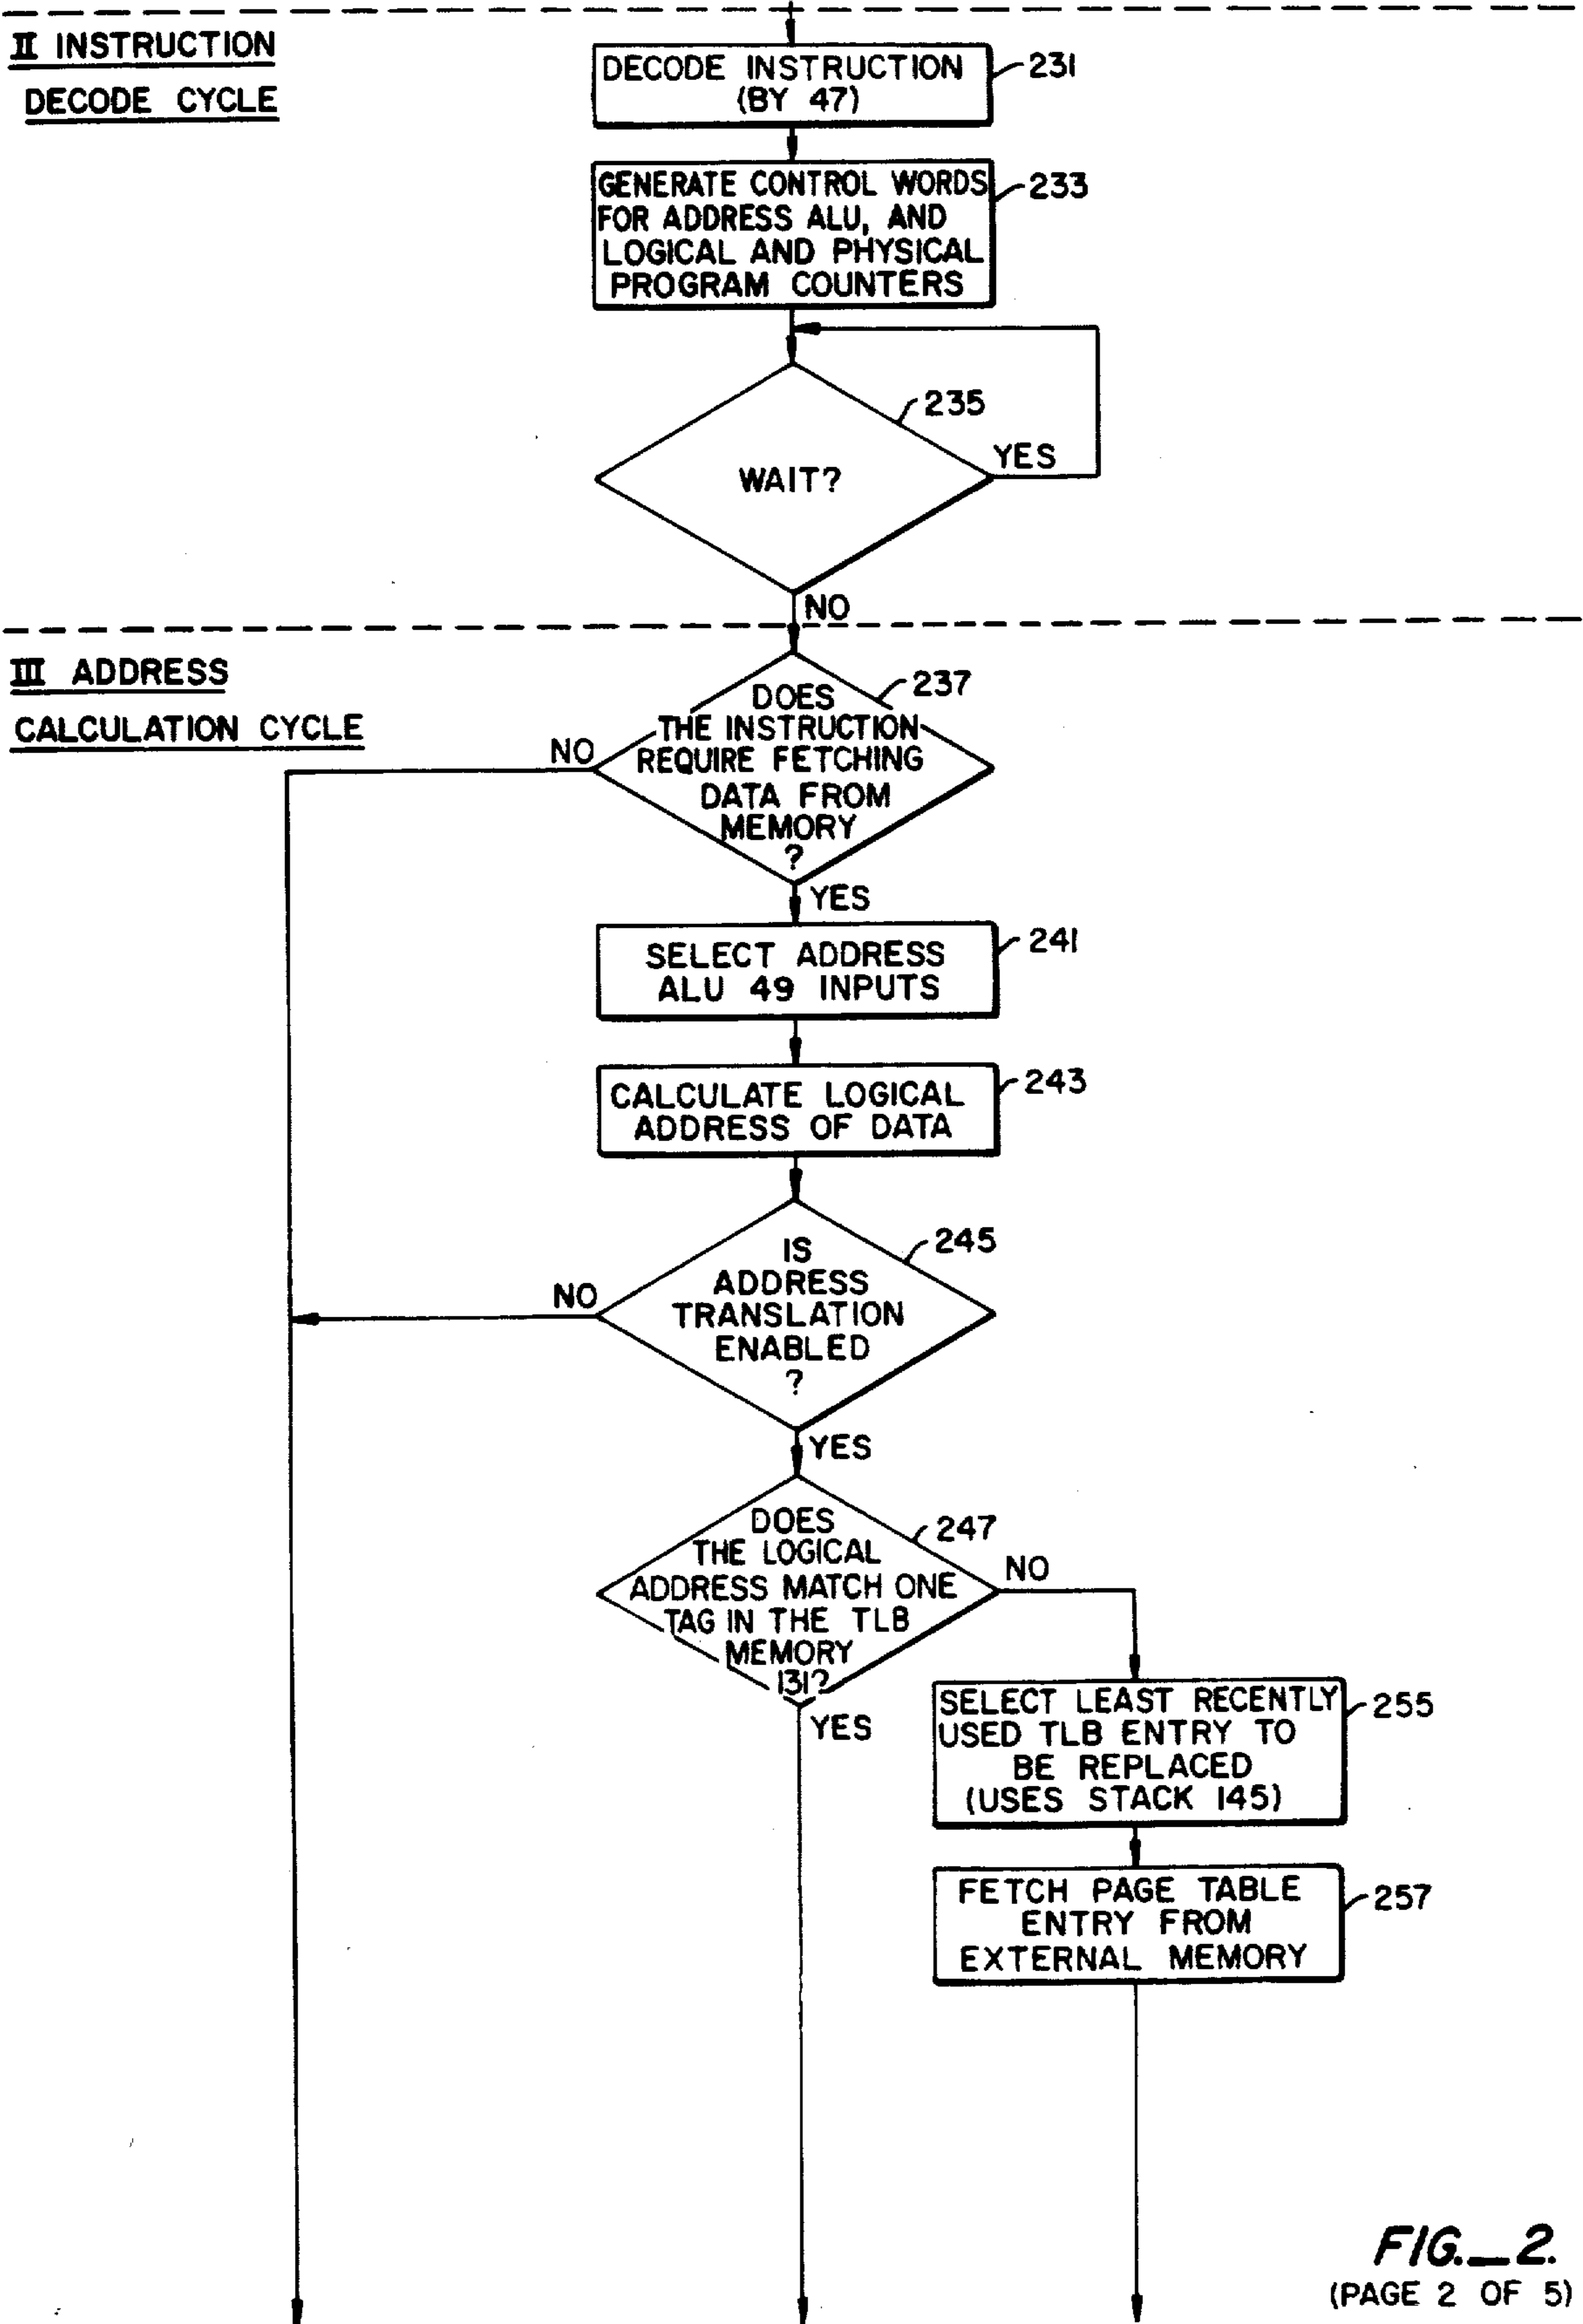 II INSTRUCTION
DECODE CYCLE
DECODE INSTRUCTION
(BY 47)
231
GENERATE CONTROL WORDS
FOR ADDRESS ALU, AND
LOGICAL AND PHYSICAL
PROGRAM COUNTERS
233
WAIT?
235
YES
NO
III ADDRESS
CALCULATION CYCLE
DOES
THE INSTRUCTION
REQUIRE FETCHING
DATA FROM
MEMORY
?
237
NO
YES
SELECT ADDRESS
ALU 49 INPUTS
241
CALCULATE LOGICAL
ADDRESS OF DATA
243
IS
ADDRESS
TRANSLATION
ENABLED
?
245
NO
YES
DOES
THE LOGICAL
ADDRESS MATCH ONE
TAG IN THE TLB
MEMORY
131?
247
NO
YES
SELECT LEAST RECENTLY
USED TLB ENTRY TO
BE REPLACED
(USES STACK 145)
255
FETCH PAGE TABLE
ENTRY FROM
EXTERNAL MEMORY
257
FIG._2.
(PAGE 2 OF 5)